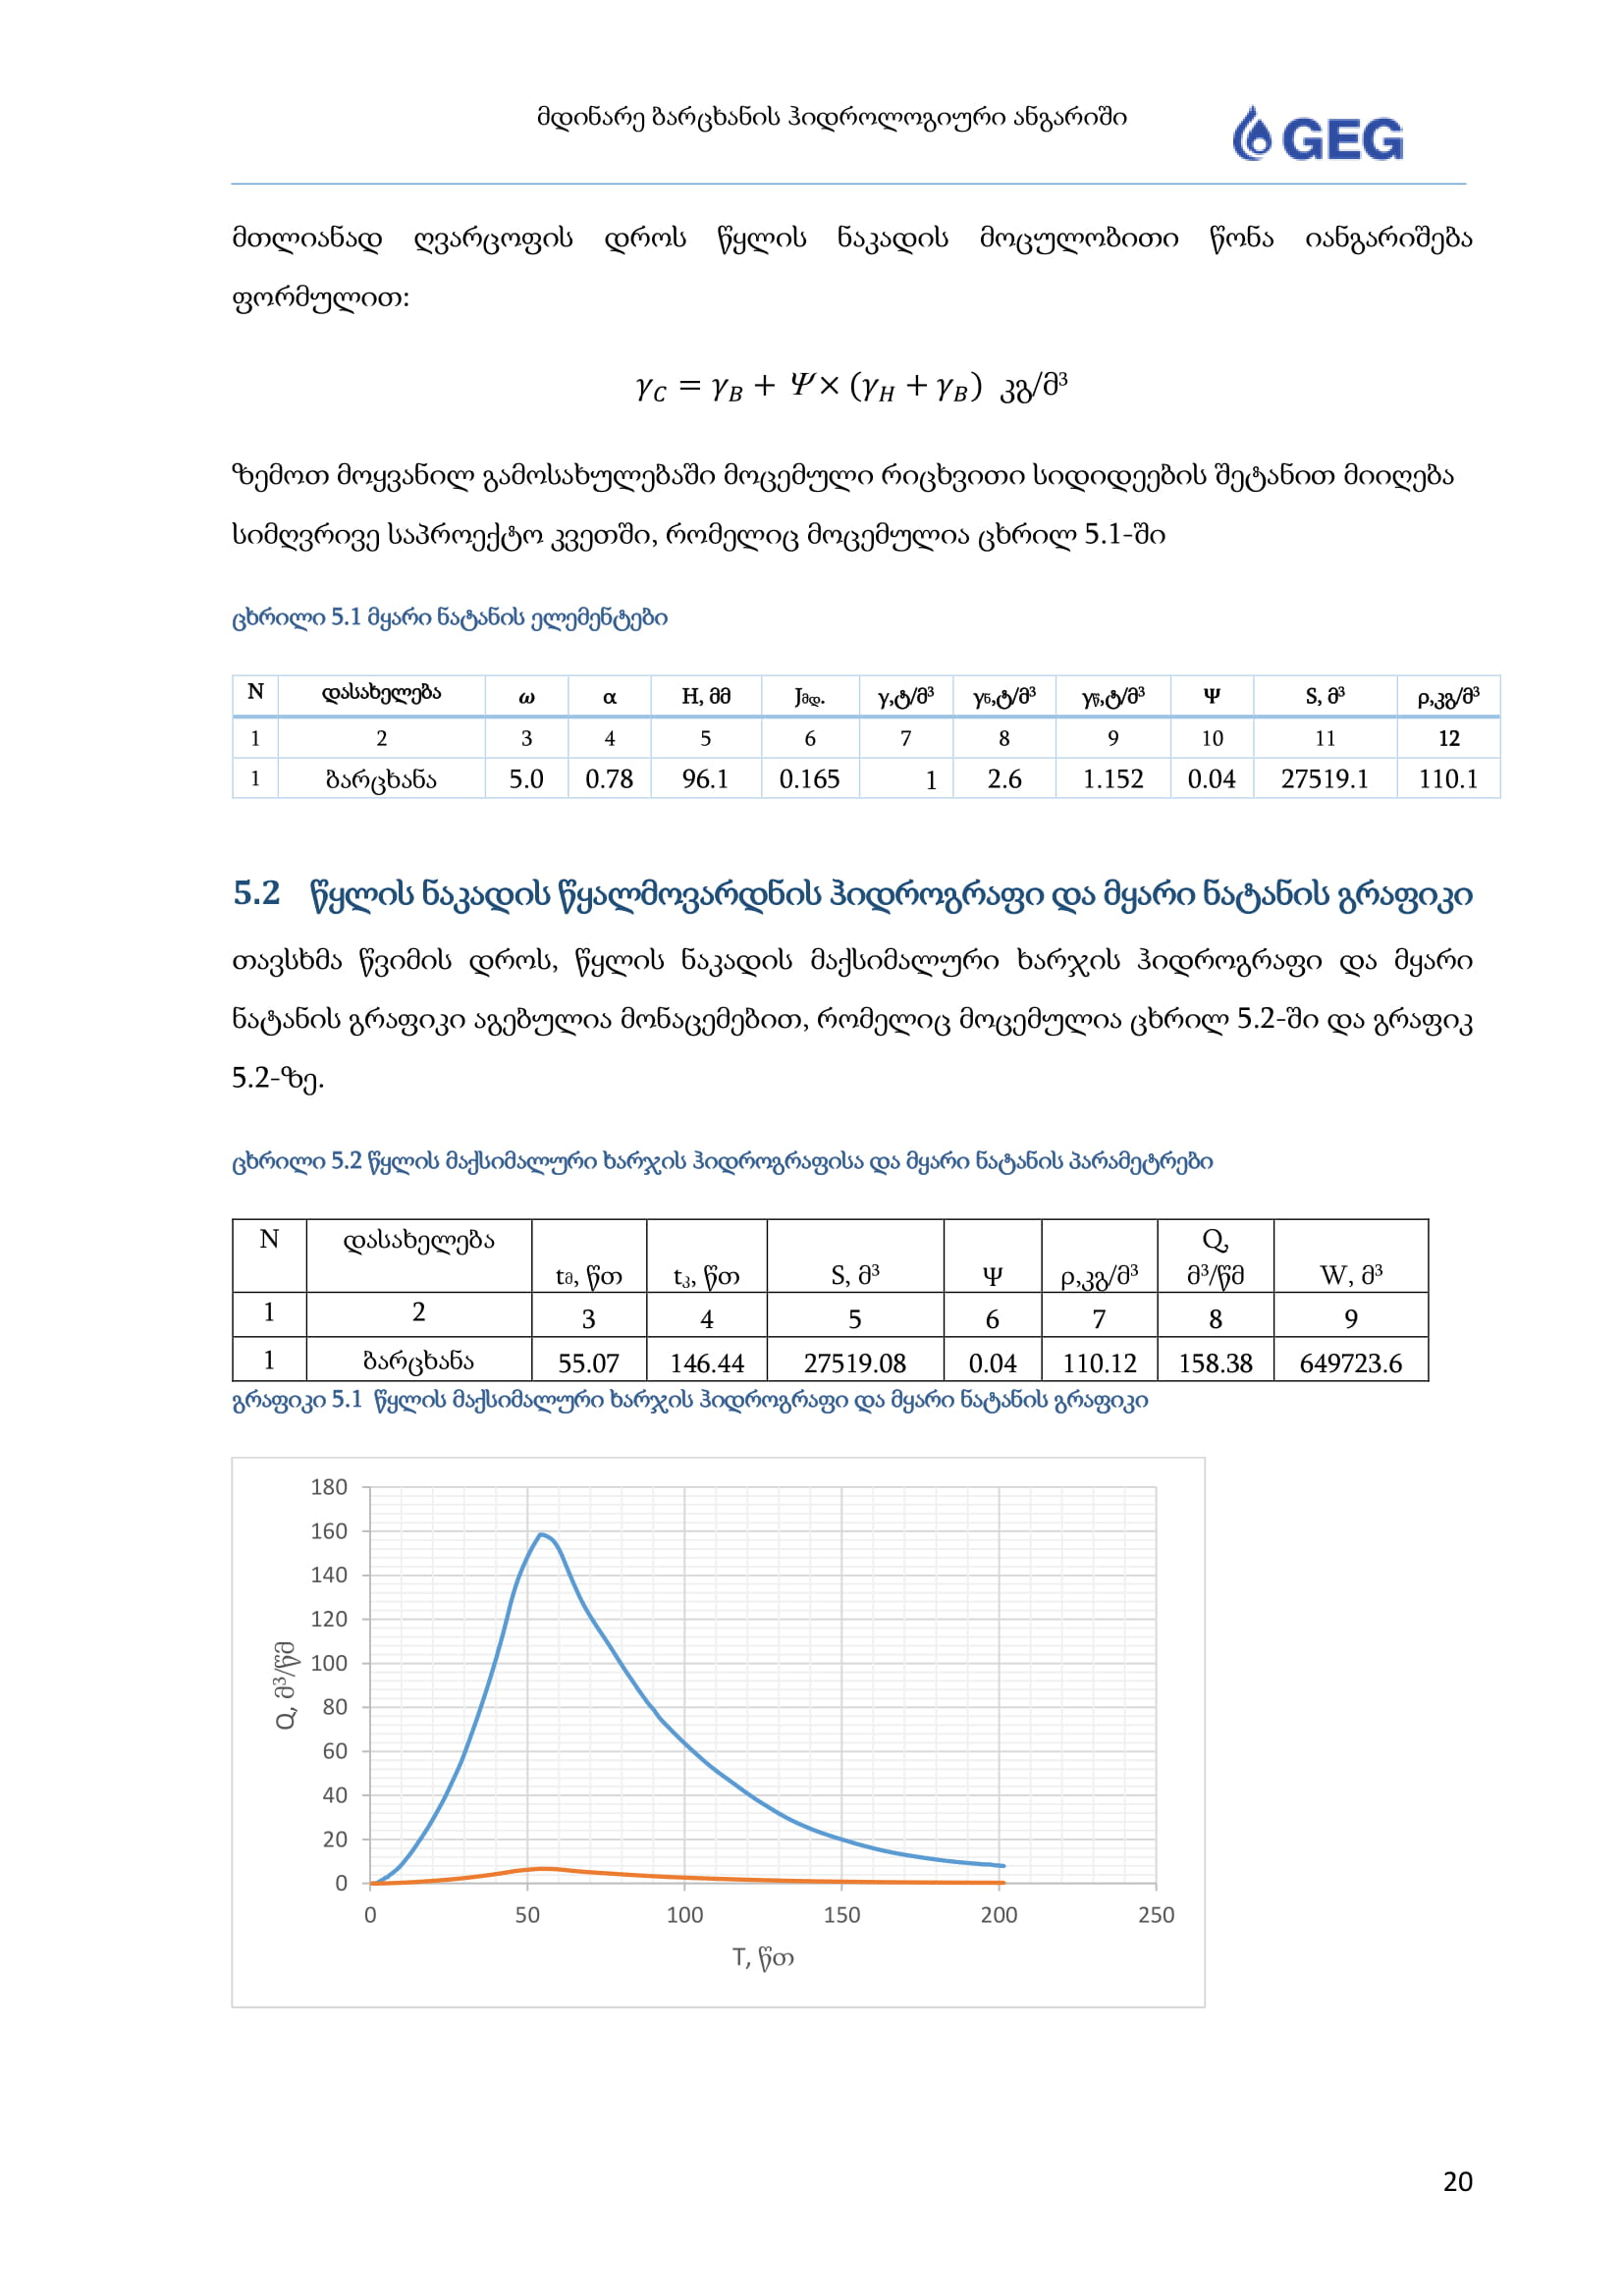 მდინარე ბარცხანის ჰიდროლოგიური ანგარიში
GEG
მთლიანად ღვარცოფის დროს წყლის ნაკადის მოცულობითი წონა იანგარიშება
ფორმულით:
γC = γB + Ψ× (γH + γB) კგ/მ³
ზემოთ მოყვანილ გამოსახულებაში მოცემული რიცხვითი სიდიდეების შეტანით მიიღება
სიმღვრივე საპროექტო კვეთში, რომელიც მოცემულია ცხრილ 5.1-ში
ცხრილი 5.1 მყარი ნატანის ელემენტები
N დასახელება ω α H, მმ Jმდ. γ,ტ/მ³ γნ,ტ/მ³ γწ,ტ/მ³ Ψ S, მ³ ρ,კგ/მ³
1 2 3 4 5 6 7 8 9 10 11 12
1 ბარცხანა 5.0 0.78 96.1 0.165 1 2.6 1.152 0.04 27519.1 110.1
5.2 წყლის ნაკადის წყალმოვარდნის ჰიდროგრაფი და მყარი ნატანის გრაფიკი
თავსხმა წვიმის დროს, წყლის ნაკადის მაქსიმალური ხარჯის ჰიდროგრაფი და მყარი
ნატანის გრაფიკი აგებულია მონაცემებით, რომელიც მოცემულია ცხრილ 5.2-ში და გრაფიკ
5.2-ზე.
ცხრილი 5.2 წყლის მაქსიმალური ხარჯის ჰიდროგრაფისა და მყარი ნატანის პარამეტრები
N დასახელება tმ, წთ tკ, წთ S, მ³ Ψ ρ,კგ/მ³ Q, მ³/წმ W, მ³
1 2 3 4 5 6 7 8 9
1 ბარცხანა 55.07 146.44 27519.08 0.04 110.12 158.38 649723.6
გრაფიკი 5.1 წყლის მაქსიმალური ხარჯის ჰიდროგრაფი და მყარი ნატანის გრაფიკი
180
160
140
120
100
80
60
40
20
0
Q, მ³/წმ
0 50 100 150 200 250
T, წთ
20